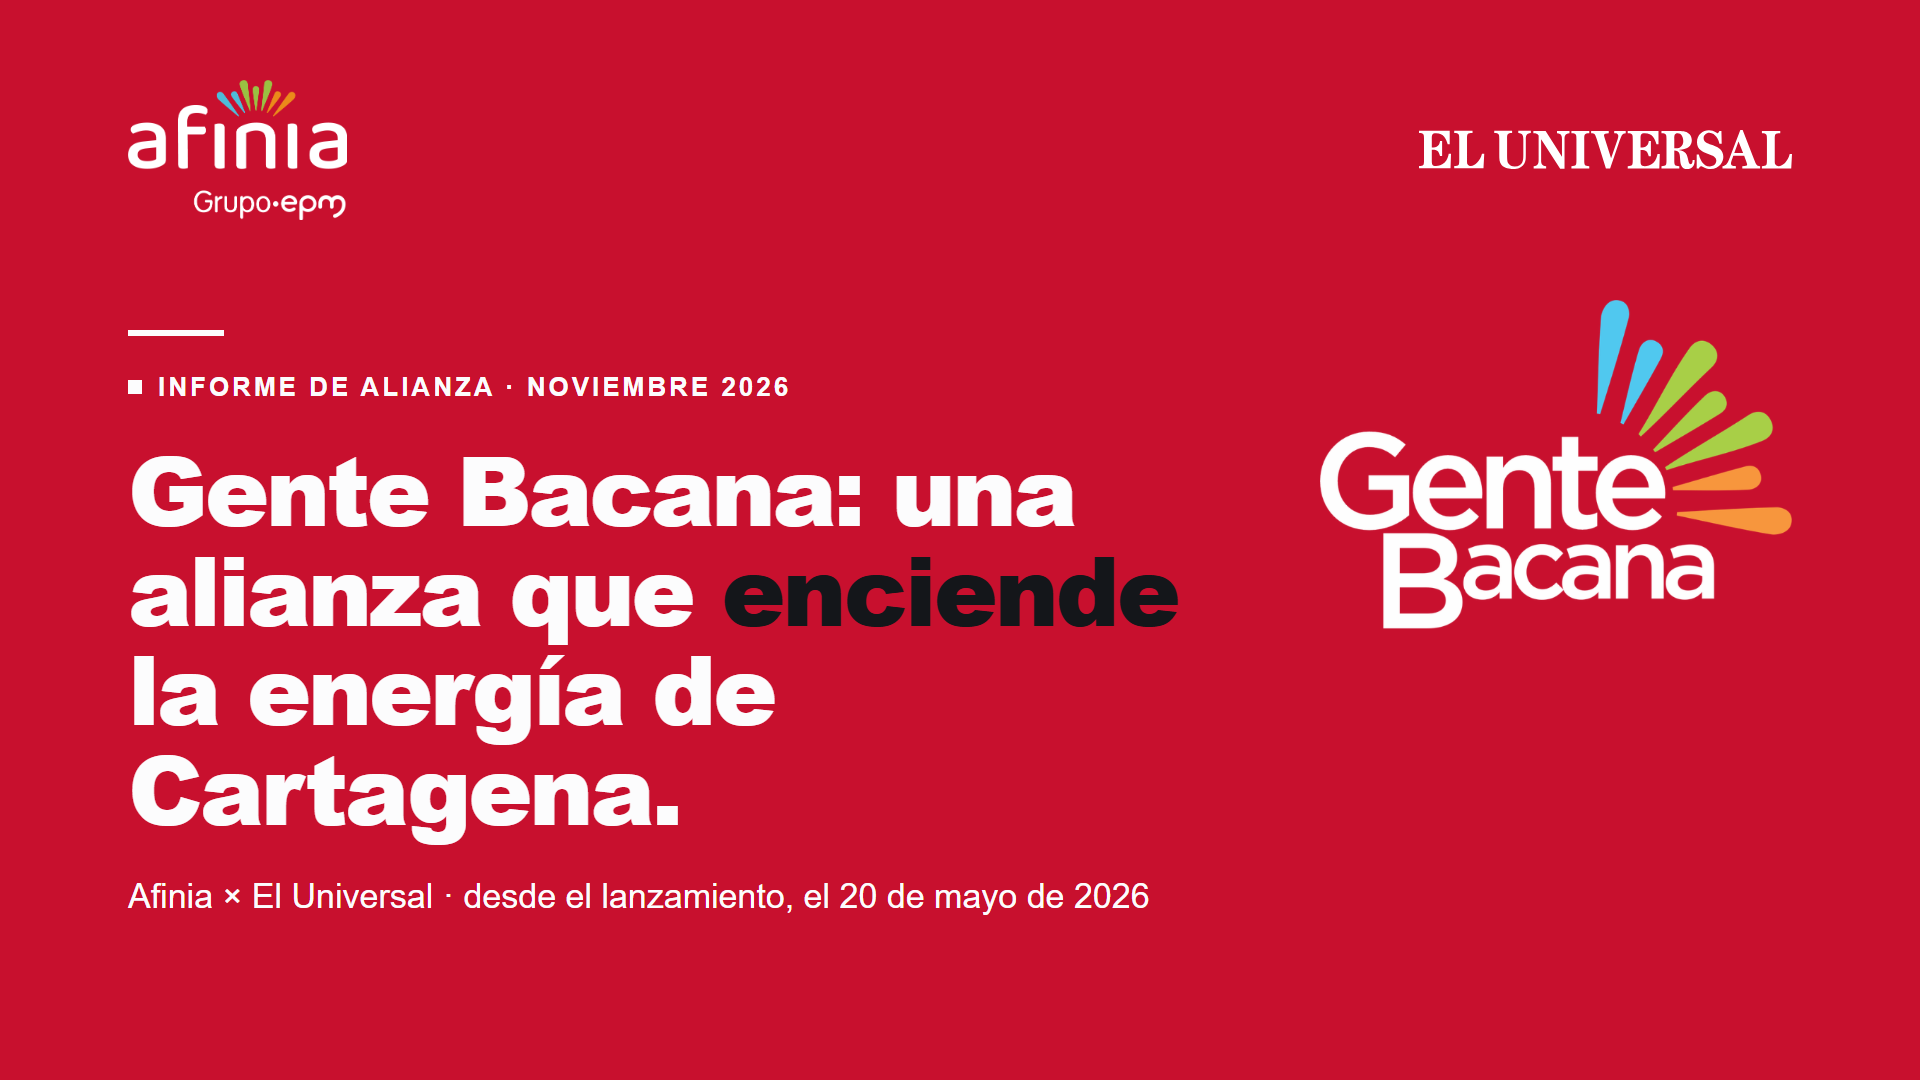 afinia
Grupo·epm
EL UNIVERSAL
INFORME DE ALIANZA · NOVIEMBRE 2026
Gente Bacana: una
alianza que enciende
la energía de
Cartagena.
Gente
Bacana
Afinia × El Universal · desde el lanzamiento, el 20 de mayo de 2026